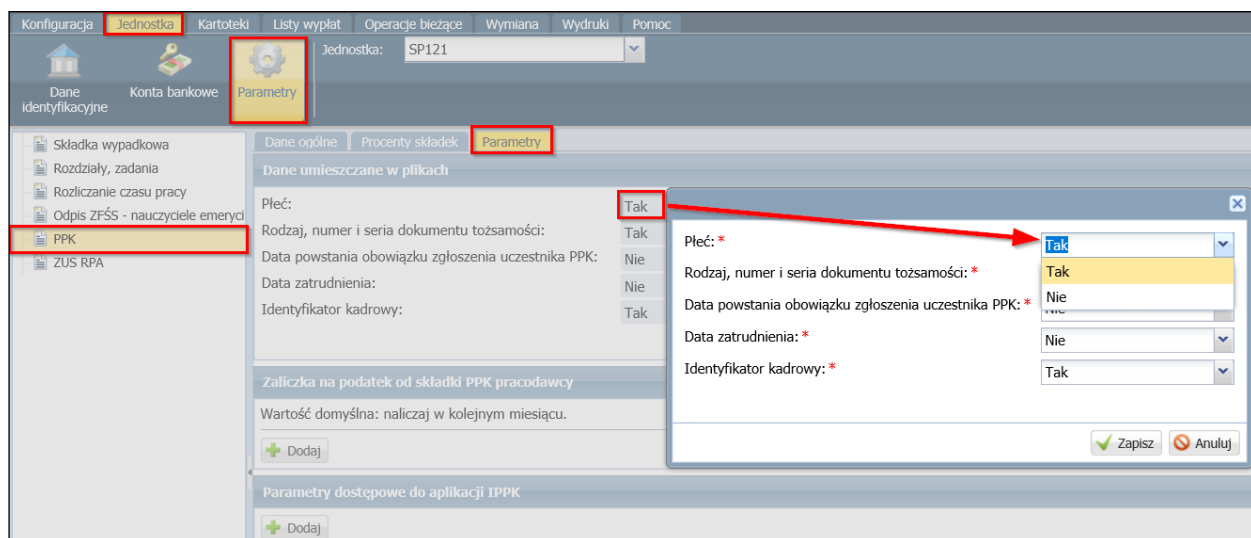 Konfiguracja Jednostka Kartoteki Listy wypłat Operacje bieżące Wymiana Wydruki Pomoc
Jednostka: SP121
Dane identyfikacyjne
Konta bankowe
Parametry
Składka wypadkowa
Rozdziały, zadania
Rozliczanie czasu pracy
Odpis ZFŚS - nauczyciele emeryci
PPK
ZUS RPA
Dane ogólne Procenty składek Parametry
Dane umieszczane w plikach
Płeć: Tak
Rodzaj, numer i seria dokumentu tożsamości: Tak
Data powstania obowiązku zgłoszenia uczestnika PPK: Nie
Data zatrudnienia: Nie
Identyfikator kadrowy: Tak
Zaliczka na podatek od składki PPK pracodawcy
Wartość domyślna: naliczaj w kolejnym miesiącu.
Dodaj
Parametry dostępowe do aplikacji IPPK
Dodaj
Płeć: * Tak
Tak
Rodzaj, numer i seria dokumentu tożsamości: *
Nie
Data powstania obowiązku zgłoszenia uczestnika PPK: * Nie
Data zatrudnienia: * Nie
Identyfikator kadrowy: * Tak
Zapisz Anuluj